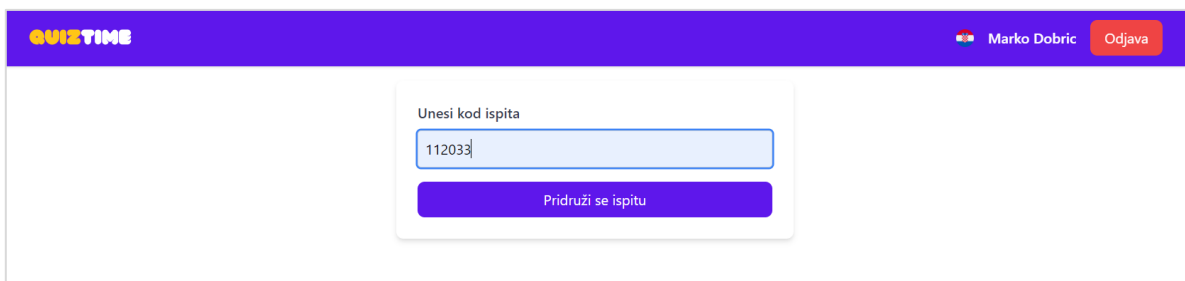 QUIZTIME
Marko Dobric
Odjava
Unesi kod ispita
112033
Pridruži se ispitu